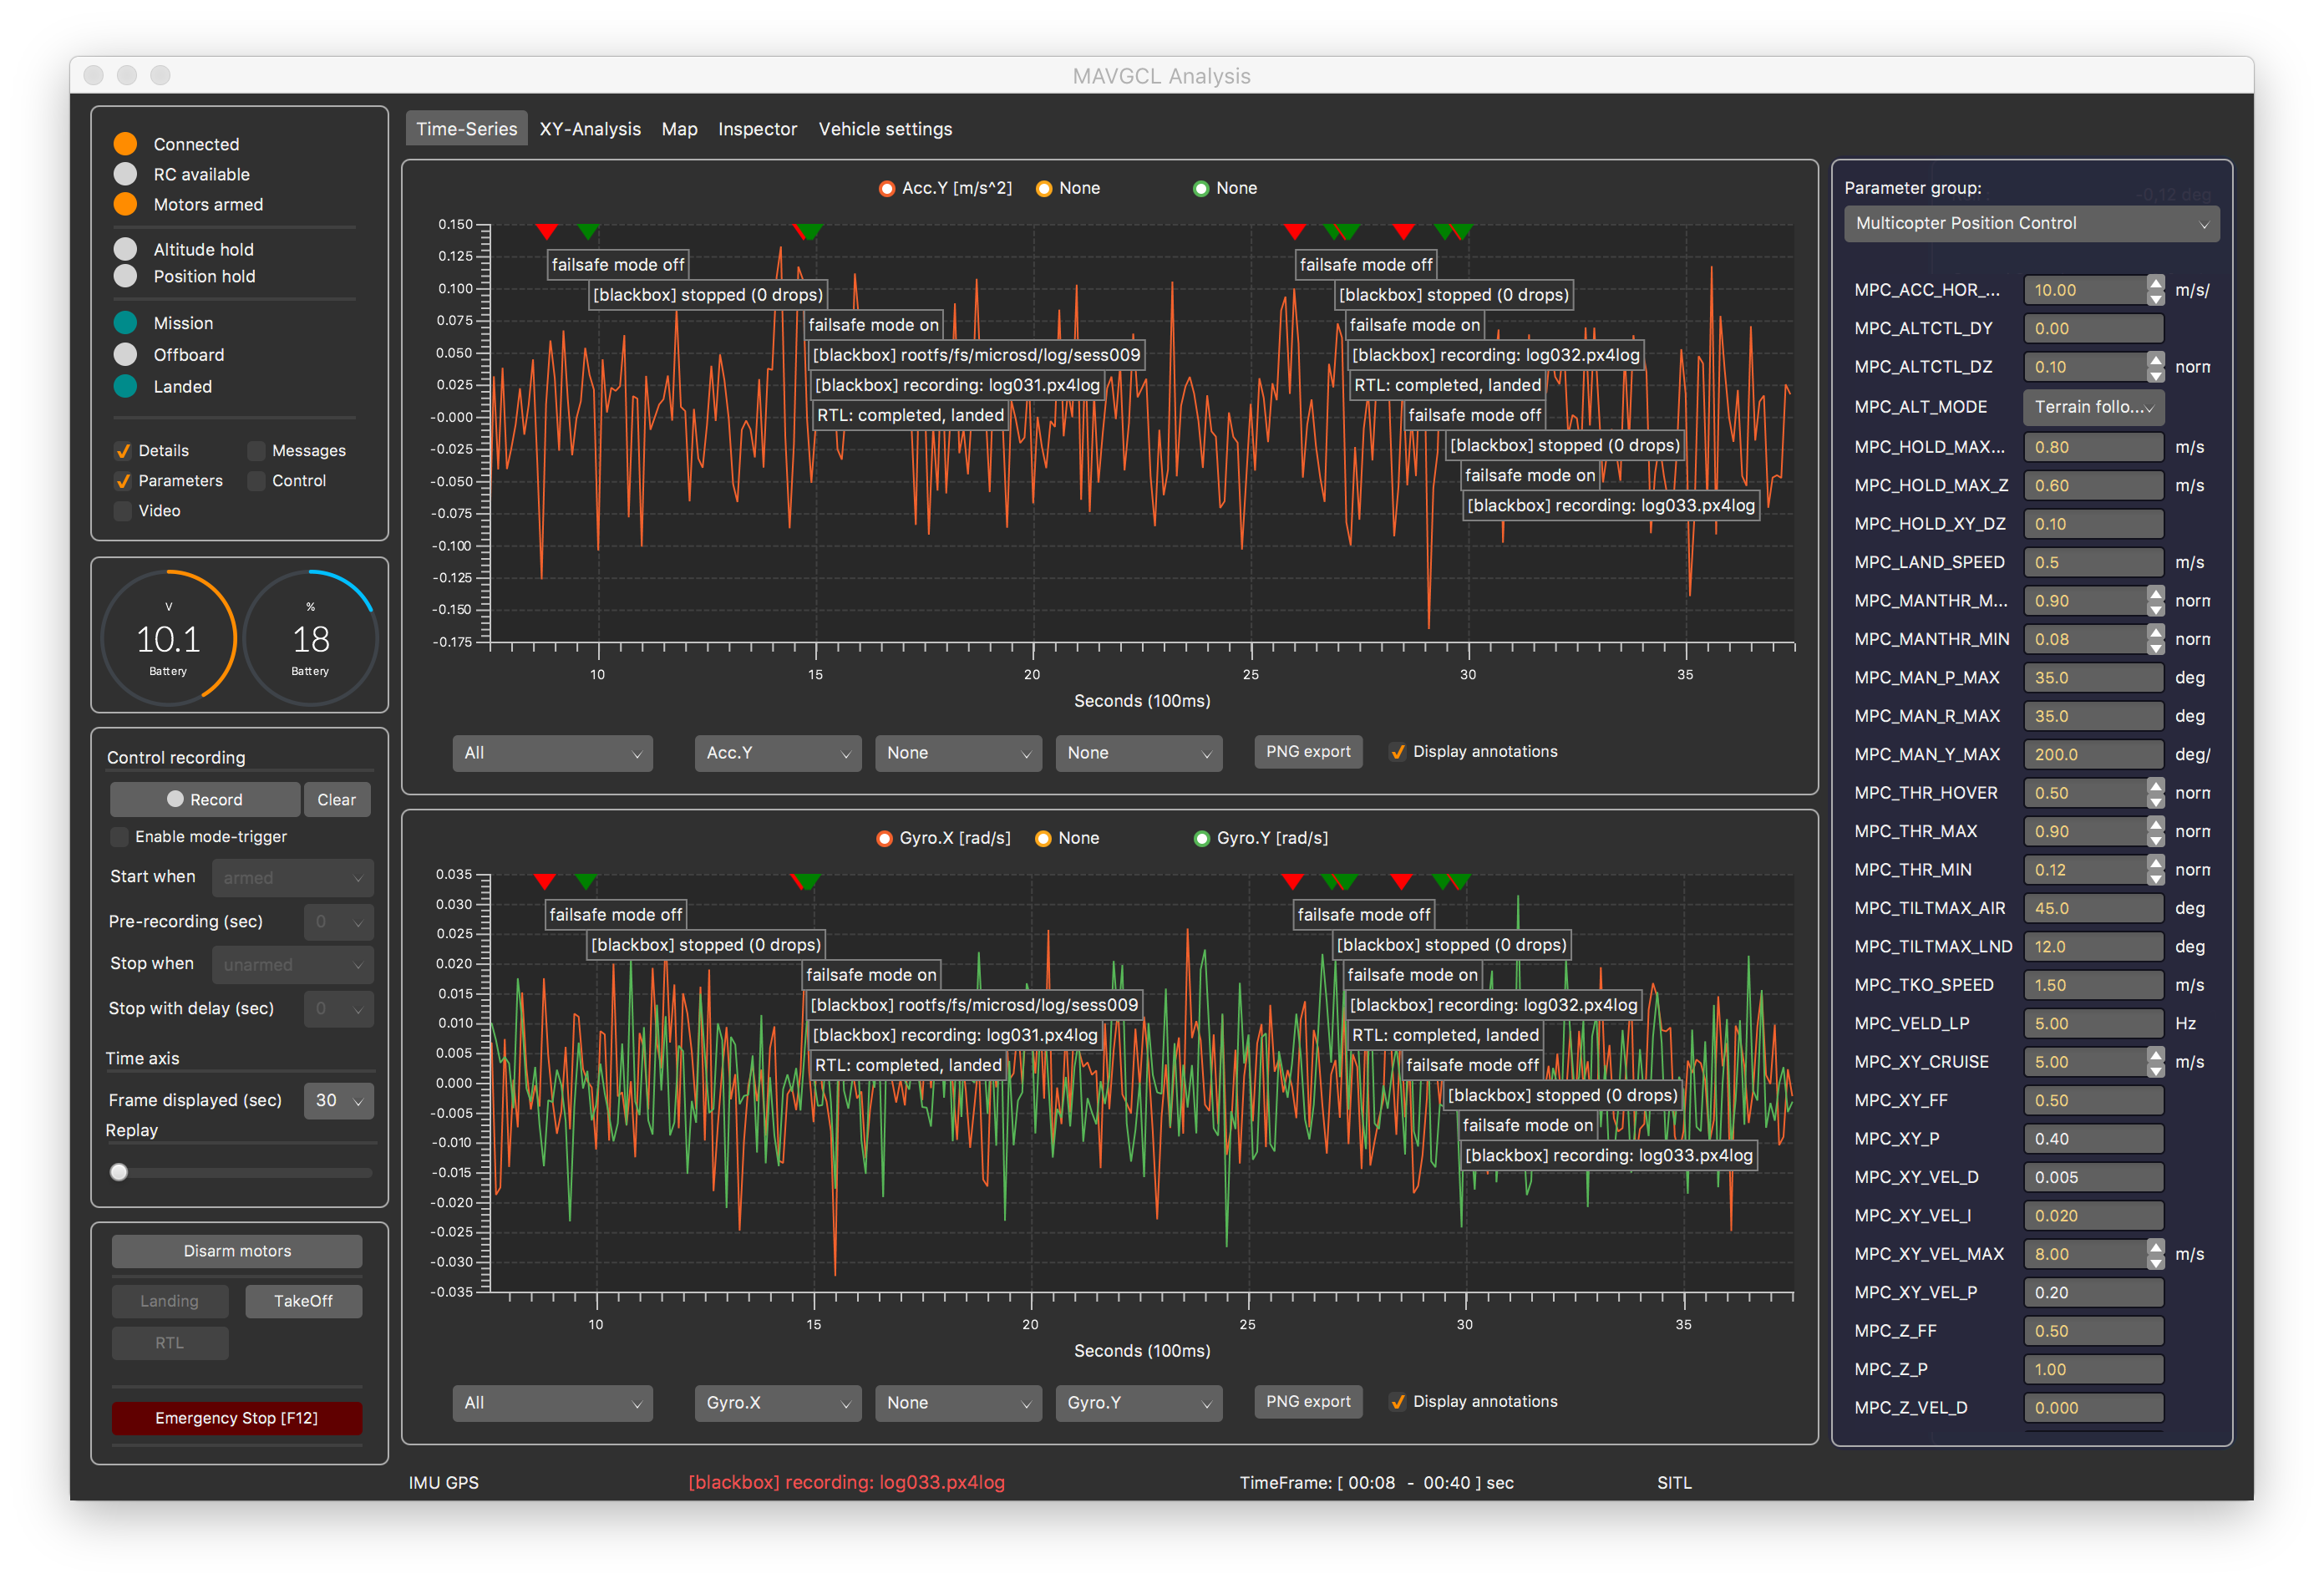 MAVGCL Analysis
Connected
RC available
Motors armed
Altitude hold
Position hold
Mission
Offboard
Landed
Details
Messages
Parameters
Control
Video
V
10.1
Battery
%
18
Battery
Control recording
Record
Clear
Enable mode-trigger
Start when
armed
Pre-recording (sec)
0
Stop when
unarmed
Stop with delay (sec)
0
Time axis
Frame displayed (sec)
30
Replay
Disarm motors
Landing
TakeOff
RTL
Emergency Stop [F12]
Time-Series
XY-Analysis
Map
Inspector
Vehicle settings
Acc.Y [m/s^2]
None
None
0.150
0.125
0.100
0.075
0.050
0.025
-0.000
-0.025
-0.050
-0.075
-0.100
-0.125
-0.150
-0.175
failsafe mode off
[blackbox] stopped (0 drops)
failsafe mode on
[blackbox] rootfs/fs/microsd/log/sess009
[blackbox] recording: log031.px4log
RTL: completed, landed
failsafe mode off
[blackbox] stopped (0 drops)
failsafe mode on
[blackbox] recording: log032.px4log
RTL: completed, landed
failsafe mode off
[blackbox] stopped (0 drops)
failsafe mode on
[blackbox] recording: log033.px4log
10
15
20
25
30
35
Seconds (100ms)
All
Acc.Y
None
None
PNG export
Display annotations
Gyro.X [rad/s]
None
Gyro.Y [rad/s]
0.035
0.030
0.025
0.020
0.015
0.010
0.005
0.000
-0.005
-0.010
-0.015
-0.020
-0.025
-0.030
-0.035
failsafe mode off
[blackbox] stopped (0 drops)
failsafe mode on
[blackbox] rootfs/fs/microsd/log/sess009
[blackbox] recording: log031.px4log
RTL: completed, landed
failsafe mode off
[blackbox] stopped (0 drops)
failsafe mode on
[blackbox] recording: log032.px4log
RTL: completed, landed
failsafe mode off
[blackbox] stopped (0 drops)
failsafe mode on
[blackbox] recording: log033.px4log
10
15
20
25
30
35
Seconds (100ms)
All
Gyro.X
None
Gyro.Y
PNG export
Display annotations
-0,12 deg
Parameter group:
Multicopter Position Control
MPC_ACC_HOR_... 10.00 m/s/
MPC_ALTCTL_DY 0.00
MPC_ALTCTL_DZ 0.10 norm
MPC_ALT_MODE Terrain follo...
MPC_HOLD_MAX... 0.80 m/s
MPC_HOLD_MAX_Z 0.60 m/s
MPC_HOLD_XY_DZ 0.10
MPC_LAND_SPEED 0.5 m/s
MPC_MANTHR_M... 0.90 norm
MPC_MANTHR_MIN 0.08 norm
MPC_MAN_P_MAX 35.0 deg
MPC_MAN_R_MAX 35.0 deg
MPC_MAN_Y_MAX 200.0 deg/
MPC_THR_HOVER 0.50 norm
MPC_THR_MAX 0.90 norm
MPC_THR_MIN 0.12 norm
MPC_TILTMAX_AIR 45.0 deg
MPC_TILTMAX_LND 12.0 deg
MPC_TKO_SPEED 1.50 m/s
MPC_VELD_LP 5.00 Hz
MPC_XY_CRUISE 5.00 m/s
MPC_XY_FF 0.50
MPC_XY_P 0.40
MPC_XY_VEL_D 0.005
MPC_XY_VEL_I 0.020
MPC_XY_VEL_MAX 8.00 m/s
MPC_XY_VEL_P 0.20
MPC_Z_FF 0.50
MPC_Z_P 1.00
MPC_Z_VEL_D 0.000
IMU GPS
[blackbox] recording: log033.px4log
TimeFrame: [ 00:08 - 00:40 ] sec
SITL